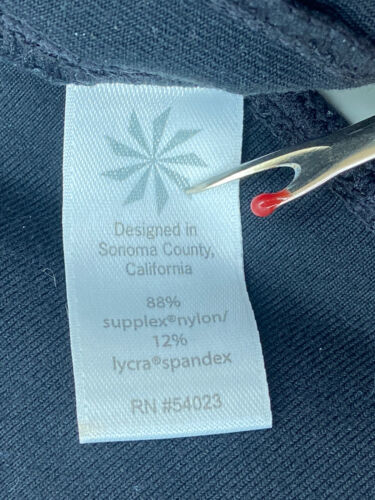 Designed in
Sonoma County,
California
88%
supplex®nylon/
12%
lycra®spandex
RN #54023